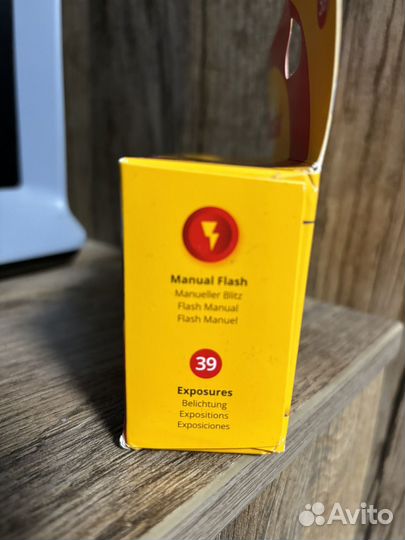 Manual Flash
Manueller Blitz
Flash Manual
Flash Manuel
39
Exposures
Belichtung
Expositions
Exposiciones
Avito